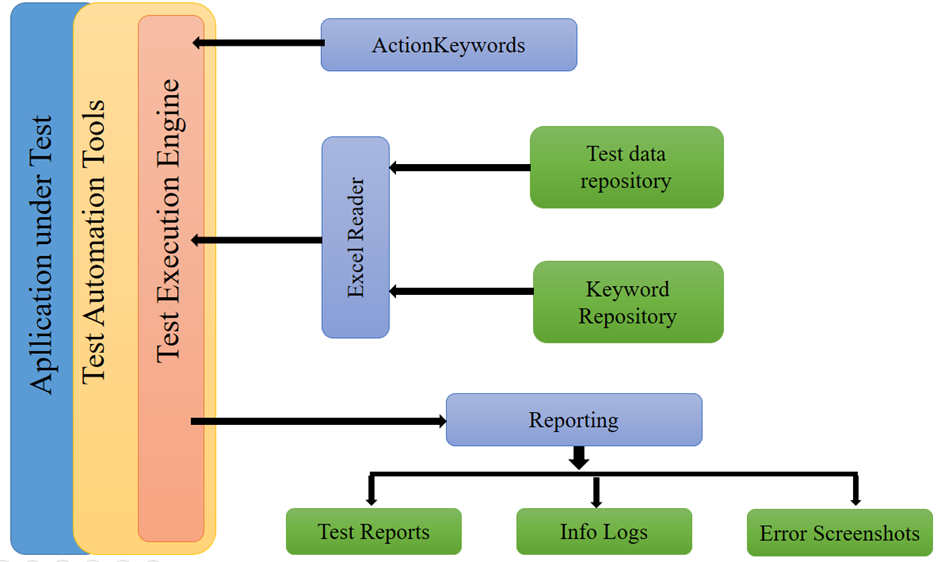 Apllication under Test
Test Automation Tools
Test Execution Engine
ActionKeywords
Excel Reader
Test data
repository
Keyword
Repository
Reporting
Test Reports
Info Logs
Error Screenshots